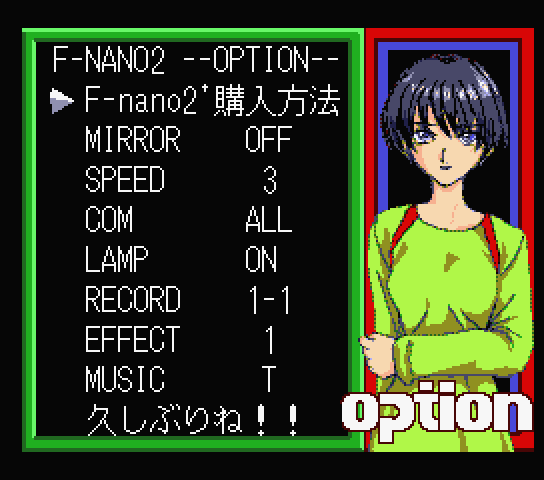 F-NANO2 --OPTION--
F-nano2'購入方法
MIRROR OFF
SPEED 3
COM ALL
LAMP ON
RECORD 1-1
EFFECT 1
MUSIC T
久しぶりね！！
option